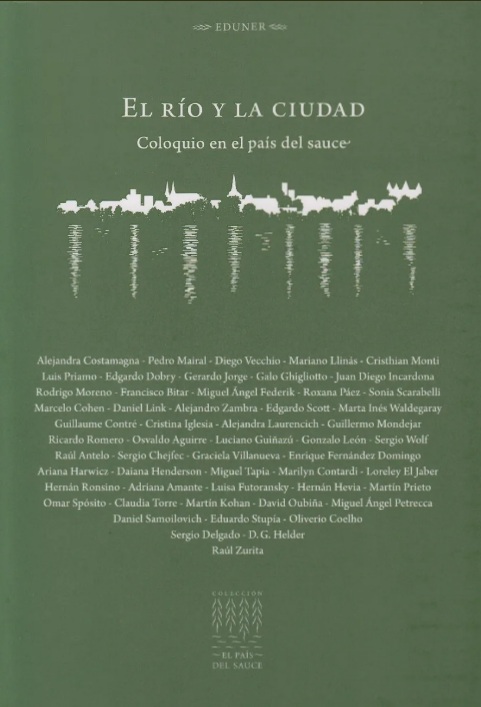 EDUNER
EL RÍO Y LA CIUDAD
Coloquio en el país del sauce
Alejandra Costamagna - Pedro Mairal - Diego Vecchio - Mariano Llinás - Cristhian Monti
Luis Priamo - Edgardo Dobry - Gerardo Jorge - Galo Ghigliotto - Juan Diego Incardona
Rodrigo Moreno - Francisco Bitar - Miguel Ángel Federik - Roxana Páez - Sonia Scarabelli
Marcelo Cohen - Daniel Link - Alejandro Zambra - Edgardo Scott - Marta Inés Waldegaray
Guillaume Contré - Cristina Iglesia - Alejandra Laurencich - Guillermo Mondejar
Ricardo Romero - Osvaldo Aguirre - Luciano Guiñazú - Gonzalo León - Sergio Wolf
Raúl Antelo - Sergio Chejfec - Graciela Villanueva - Enrique Fernández Domingo
Ariana Harwicz - Daiana Henderson - Miguel Tapia - Marilyn Contardi - Loreley El Jaber
Hernán Ronsino - Adriana Amante - Luisa Futoransky - Hernán Hevia - Martín Prieto
Omar Spósito - Claudia Torre - Martín Kohan - David Oubiña - Miguel Ángel Petrecca
Daniel Samoilovich - Eduardo Stupía - Oliverio Coelho
Sergio Delgado - D.G. Helder
Raúl Zurita
COLECCIÓN
EL PAÍS
DEL SAUCE